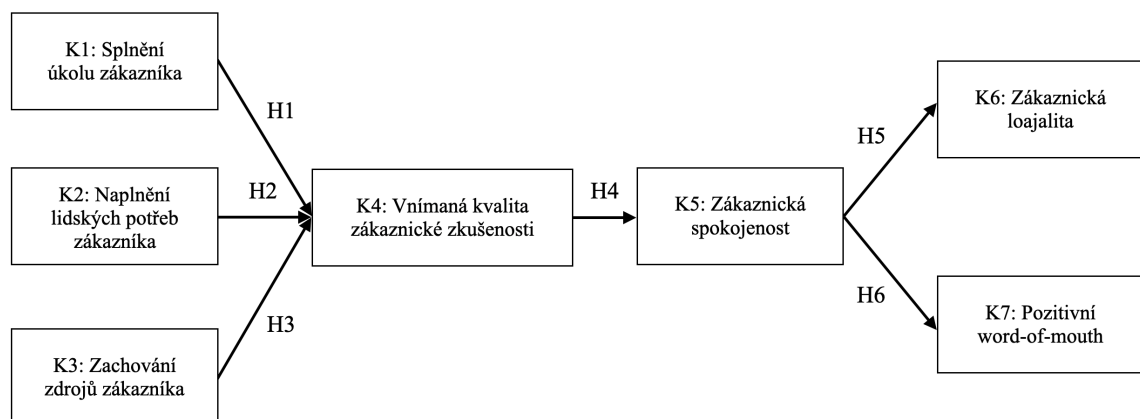 K1: Splnění
úkolu zákazníka
H1
K2: Naplnění
lidských potřeb
zákazníka
H2
K3: Zachování
zdrojů zákazníka
H3
K4: Vnímaná kvalita
zákaznické zkušenosti
H4
K5: Zákaznická
spokojenost
H5
K6: Zákaznická
loajalita
H6
K7: Pozitivní
word-of-mouth